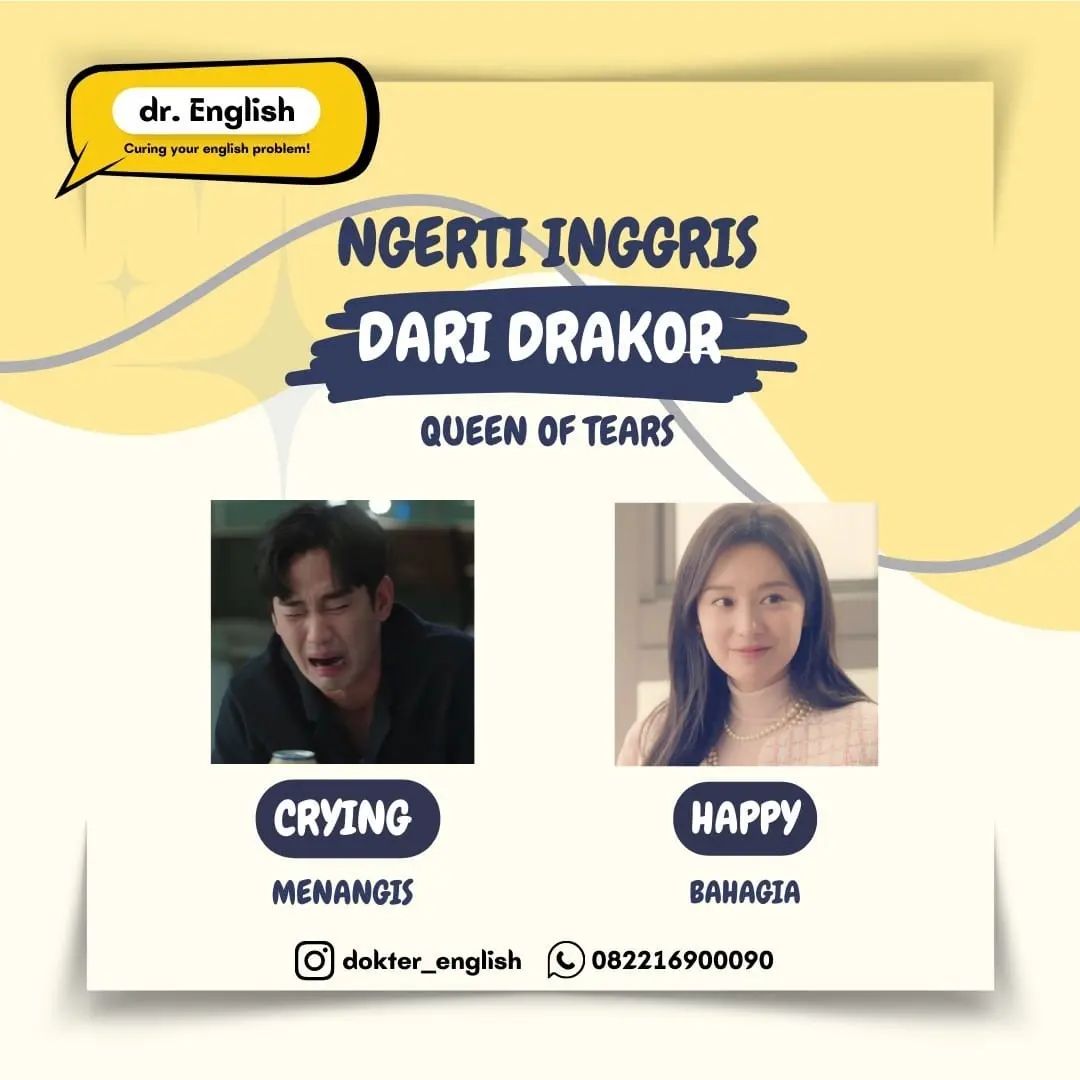 dr. English
Curing your english problem!
NGERTI INGGRIS
DARI DRAKOR
QUEEN OF TEARS
CRYING
HAPPY
MENANGIS
BAHAGIA
dokter_english
082216900090